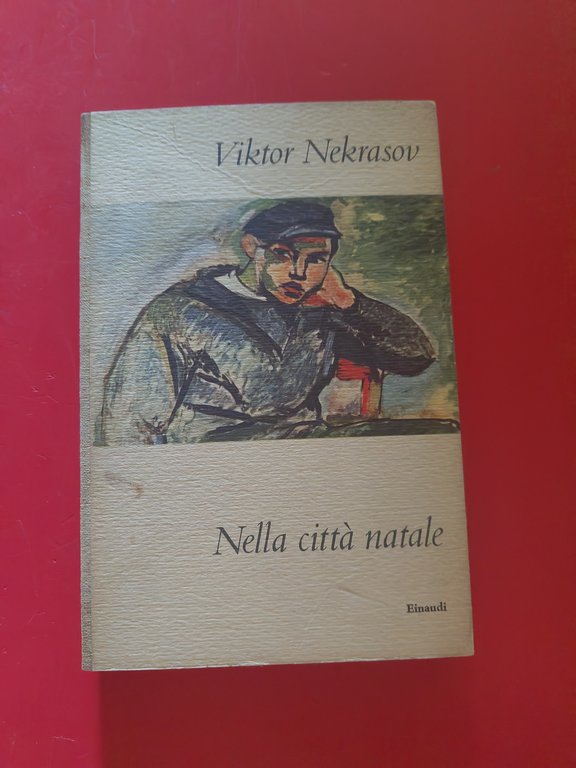 Viktor Nekrasov
Nella città natale
Einaudi